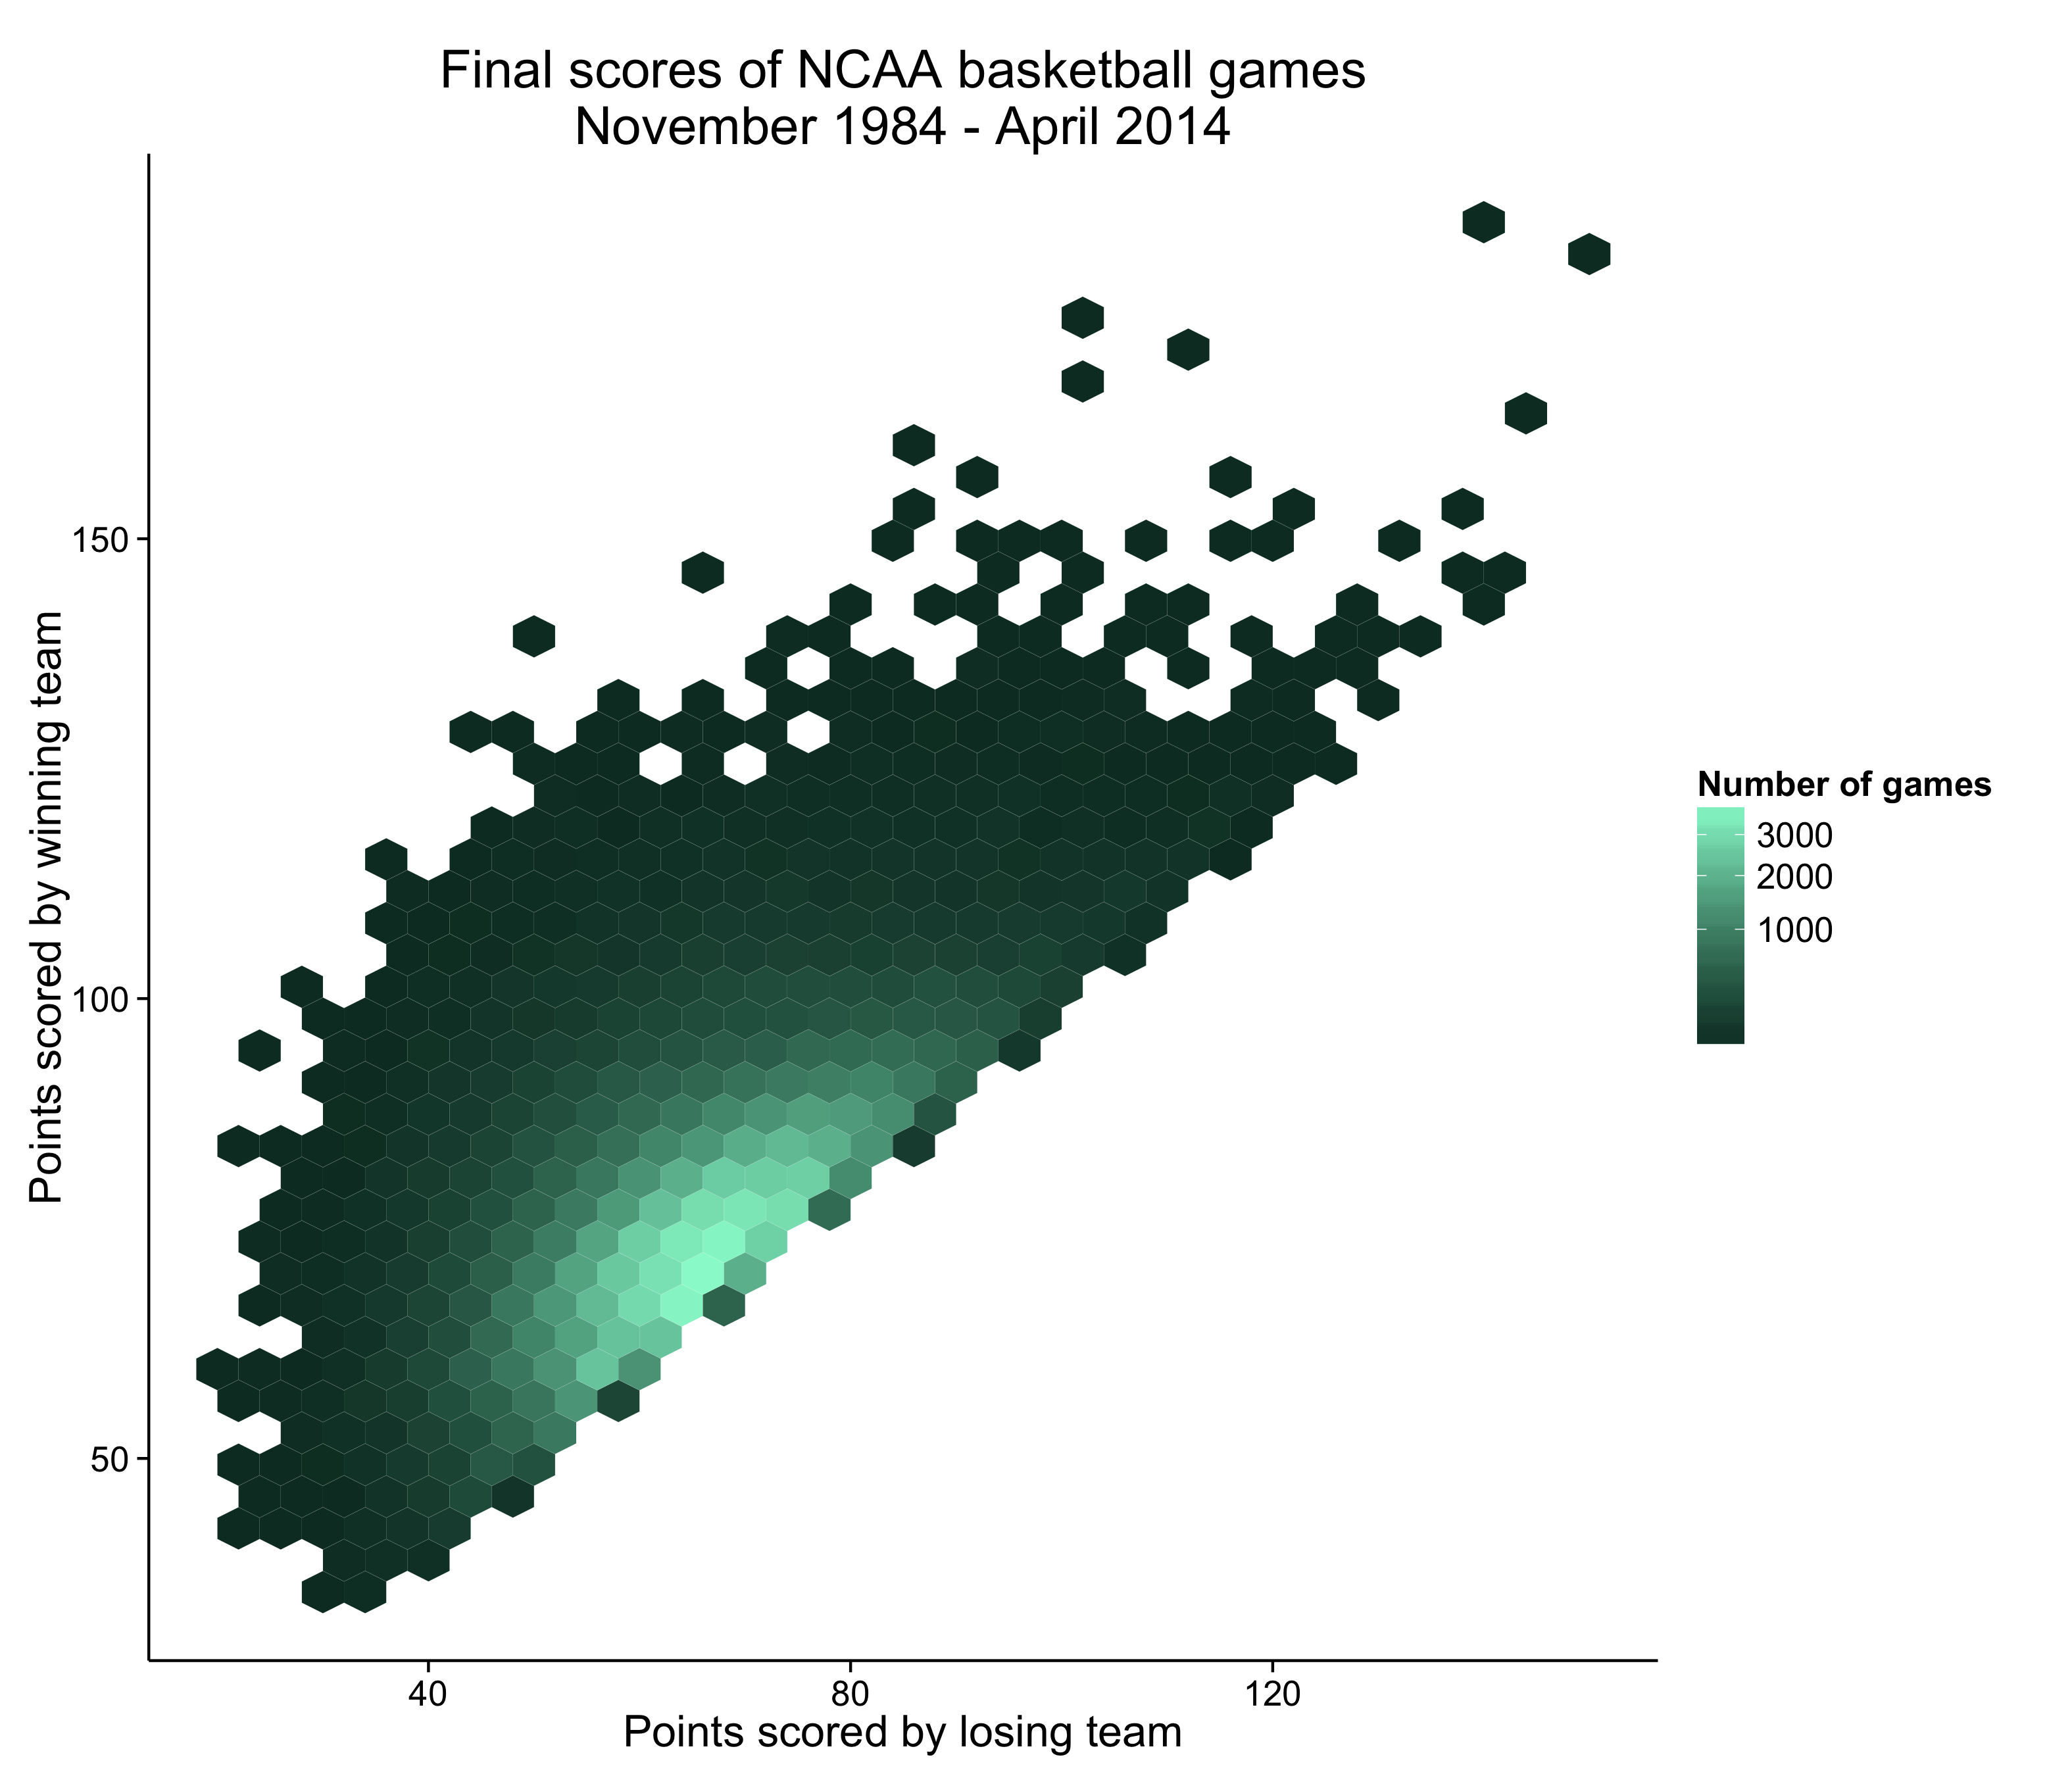 Final scores of NCAA basketball games
November 1984 - April 2014
Points scored by winning team
150
100
50
40
80
120
Points scored by losing team
Number of games
3000
2000
1000